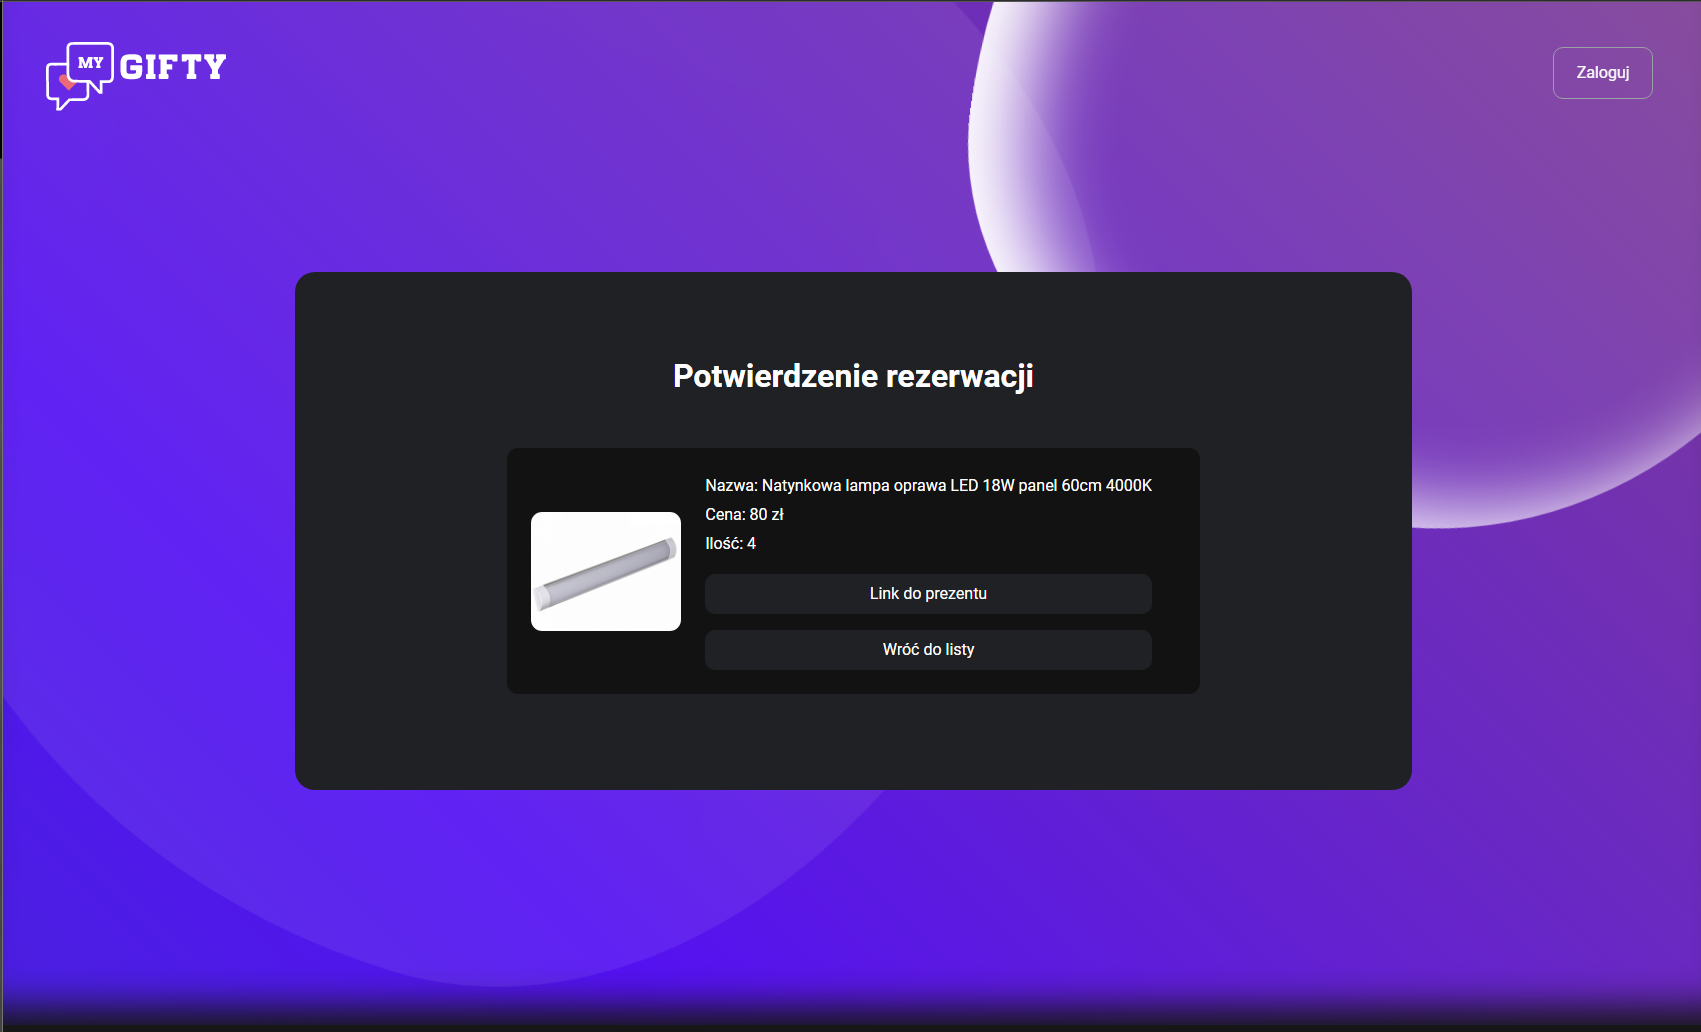 MY GIFTY
Zaloguj
Potwierdzenie rezerwacji
Nazwa: Natynkowa lampa oprawa LED 18W panel 60cm 4000K
Cena: 80 zł
Ilość: 4
Link do prezentu
Wróć do listy